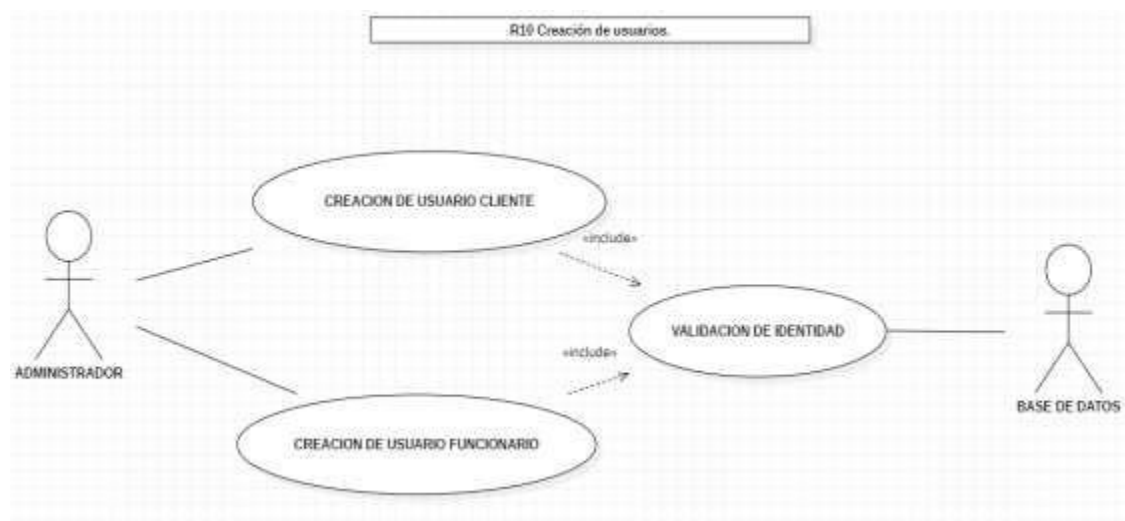 R10 Creación de usuarios.
CREACION DE USUARIO CLIENTE
«include»
VALIDACION DE IDENTIDAD
«include»
ADMINISTRADOR
BASE DE DATOS
CREACION DE USUARIO FUNCIONARIO